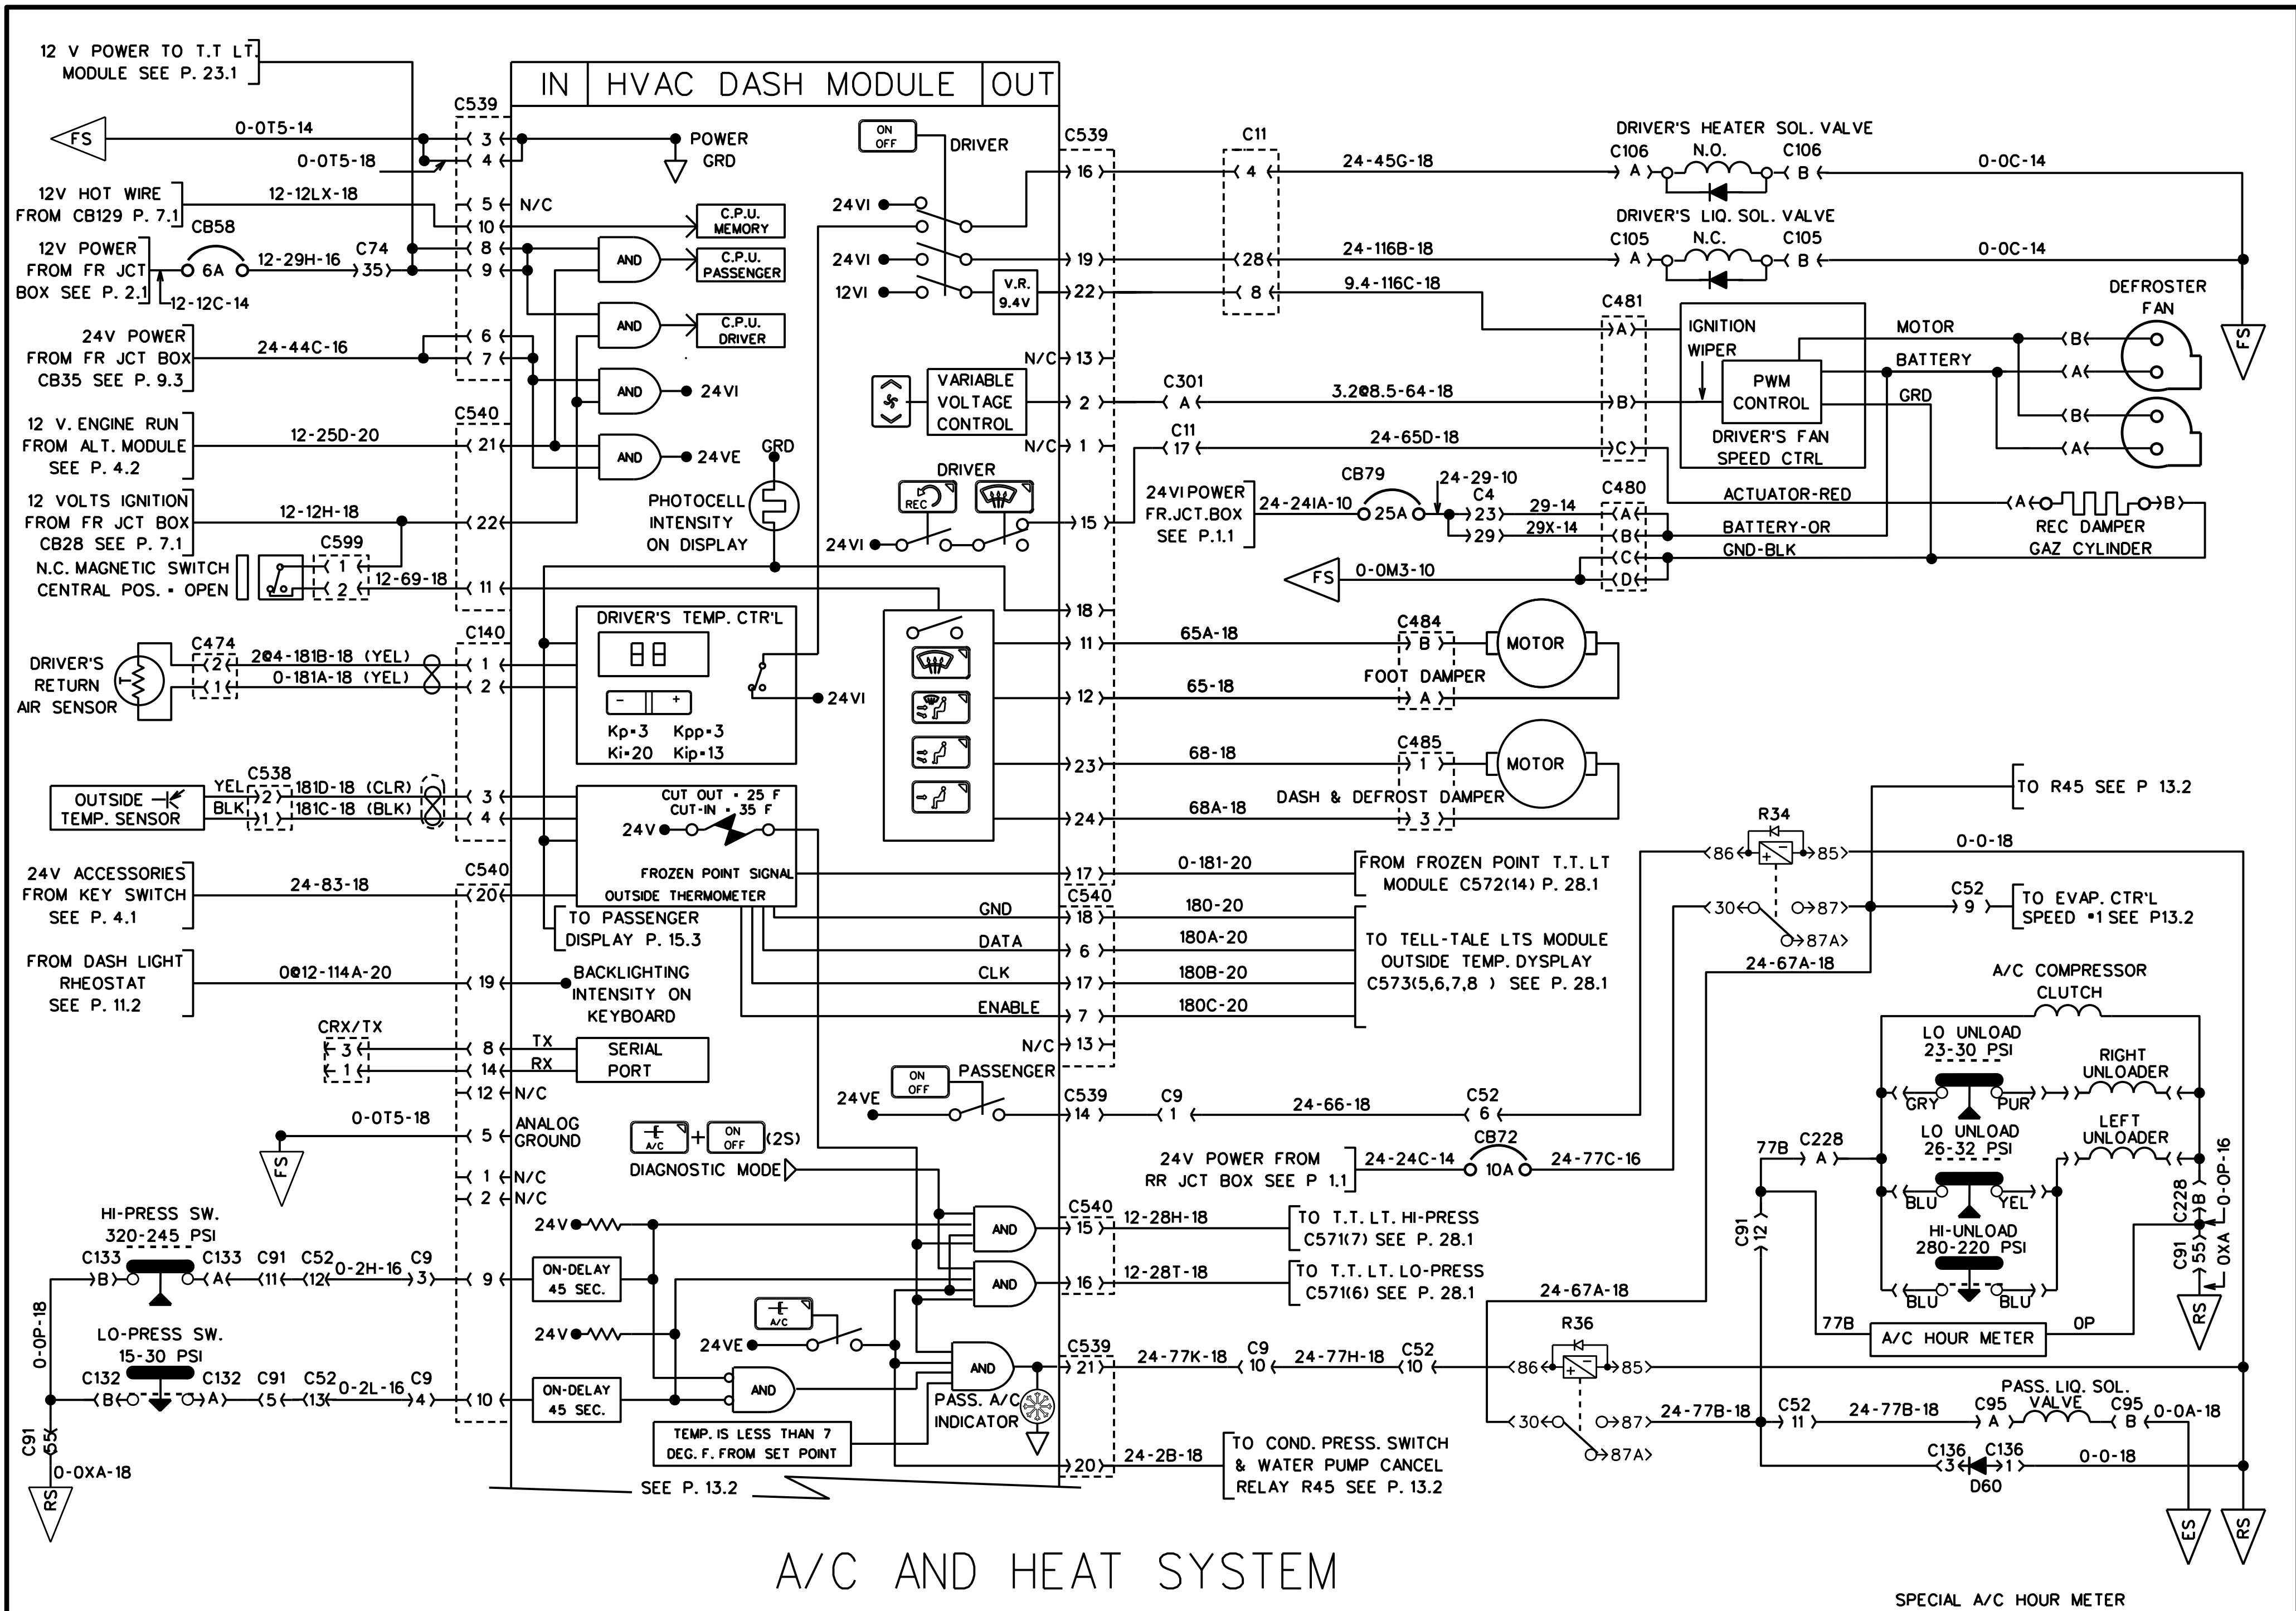 12 V POWER TO T.T LT.
MODULE SEE P. 23.1
IN
HVAC DASH MODULE
OUT
C539
FS
0-0T5-14
3
POWER
GRD
0-0T5-18
4
12V HOT WIRE
FROM CB129 P. 7.1
12-12LX-18
5
N/C
10
C.P.U.
MEMORY
CB58
12V POWER
FROM FR JCT
BOX SEE P. 2.1
6A
12-29H-16
C74
35
12-12C-14
8
9
AND
C.P.U.
PASSENGER
AND
C.P.U.
DRIVER
24V POWER
FROM FR JCT BOX
CB35 SEE P. 9.3
24-44C-16
6
7
AND
24VI
C540
12 V. ENGINE RUN
FROM ALT. MODULE
SEE P. 4.2
12-25D-20
21
AND
24VE
GRD
12 VOLTS IGNITION
FROM FR JCT BOX
CB28 SEE P. 7.1
12-12H-18
22
PHOTOCELL
INTENSITY
ON DISPLAY
N.C. MAGNETIC SWITCH
CENTRAL POS. = OPEN
C599
1
2
12-69-18
11
C140
DRIVER'S
RETURN
AIR SENSOR
T
C474
2
1
2@4-181B-18 (YEL)
0-181A-18 (YEL)
1
2
DRIVER'S TEMP. CTR'L
88
-
+
Kp=3 Kpp=3
Ki=20 Kip=13
24VI
OUTSIDE
TEMP. SENSOR
YEL
BLK
C538
2
1
181D-18 (CLR)
181C-18 (BLK)
3
4
CUT OUT = 25 F
CUT-IN = 35 F
24V
FROZEN POINT SIGNAL
OUTSIDE THERMOMETER
C540
24V ACCESSORIES
FROM KEY SWITCH
SEE P. 4.1
24-83-18
20
TO PASSENGER
DISPLAY P. 15.3
FROM DASH LIGHT
RHEOSTAT
SEE P. 11.2
0@12-114A-20
19
BACKLIGHTING
INTENSITY ON
KEYBOARD
CRX/TX
3
1
8
TX
14
RX
SERIAL
PORT
12
N/C
0-0T5-18
5
ANALOG
GROUND
FS
1
N/C
2
N/C
A/C
+
ON
OFF
(2S)
DIAGNOSTIC MODE
HI-PRESS SW.
320-245 PSI
C133
B
C133
A
C91
11
C52
12
0-2H-16
C9
3
9
24V
ON-DELAY
45 SEC.
0-0P-18
LO-PRESS SW.
15-30 PSI
C132
B
C132
A
C91
5
C52
13
0-2L-16
C9
4
10
24V
ON-DELAY
45 SEC.
C91
55
0-0XA-18
RS
A/C
24VE
AND
AND
AND
AND
TEMP. IS LESS THAN 7
DEG. F. FROM SET POINT
PASS. A/C
INDICATOR
SEE P. 13.2
ON
OFF
DRIVER
24VI
24VI
12VI
V.R.
9.4V
C539
16
19
22
C11
4
28
8
24-45G-18
24-116B-18
9.4-116C-18
DRIVER'S HEATER SOL. VALVE
C106
A
N.O.
C106
B
0-0C-14
DRIVER'S LIQ. SOL. VALVE
C105
A
N.C.
C105
B
0-0C-14
FS
N/C
13
VARIABLE
VOLTAGE
CONTROL
2
C301
A
3.2@8.5-64-18
N/C
1
C11
17
24-65D-18
C481
A
B
C
IGNITION
WIPER
PWM
CONTROL
DRIVER'S FAN
SPEED CTRL
MOTOR
BATTERY
GRD
DEFROSTER
FAN
B
A
B
A
DRIVER
REC
24VI
15
24VI POWER
FR. JCT. BOX
SEE P.1.1
24-24IA-10
CB79
25A
24-29-10
C4
23
29
29-14
29X-14
C480
A
B
C
D
ACTUATOR-RED
BATTERY-OR
GND-BLK
A
B
REC DAMPER
GAZ CYLINDER
FS
0-0M3-10
18
11
65A-18
C484
B
MOTOR
FOOT DAMPER
12
65-18
A
23
68-18
C485
1
MOTOR
DASH & DEFROST DAMPER
24
68A-18
3
17
0-181-20
FROM FROZEN POINT T.T. LT
MODULE C572(14) P. 28.1
C540
GND
18
180-20
DATA
6
180A-20
CLK
17
180B-20
ENABLE
7
180C-20
TO TELL-TALE LTS MODULE
OUTSIDE TEMP. DYSPLAY
C573(5,6,7,8 ) SEE P. 28.1
N/C
13
ON
OFF
PASSENGER
24VE
C539
14
C9
1
24-66-18
C52
6
24V POWER FROM
RR JCT BOX SEE P 1.1
24-24C-14
CB72
10A
24-77C-16
C540
15
12-28H-18
TO T.T. LT. HI-PRESS
C571(7) SEE P. 28.1
16
12-28T-18
TO T.T. LT. LO-PRESS
C571(6) SEE P. 28.1
C539
21
24-77K-18
C9
10
24-77H-18
C52
10
20
24-2B-18
TO COND. PRESS. SWITCH
& WATER PUMP CANCEL
RELAY R45 SEE P. 13.2
TO R45 SEE P 13.2
R34
86
+
-
85
0-0-18
30
87
87A
C52
9
TO EVAP. CTR'L
SPEED #1 SEE P13.2
24-67A-18
A/C COMPRESSOR
CLUTCH
LO UNLOAD
23-30 PSI
GRY
PUR
RIGHT
UNLOADER
LO UNLOAD
26-32 PSI
BLU
YEL
LEFT
UNLOADER
HI-UNLOAD
280-220 PSI
BLU
BLU
77B
C228
A
C91
12
C228
B
0-0P-16
C91
55
0XA
RS
77B
A/C HOUR METER
0P
24-67A-18
R36
86
+
-
85
30
87
87A
24-77B-18
C52
11
24-77B-18
PASS. LIQ. SOL.
VALVE
C95
A
C95
B
0-0A-18
C136
3
C136
1
D60
0-0-18
ES
RS
A/C AND HEAT SYSTEM
SPECIAL A/C HOUR METER